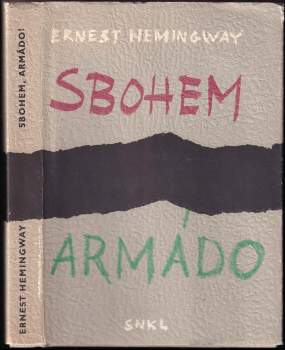 ERNEST HEMINGWAY
SBOHEM
ARMÁDO
SNKL
SBOHEM, ARMÁDO!
ERNEST HEMINGWAY